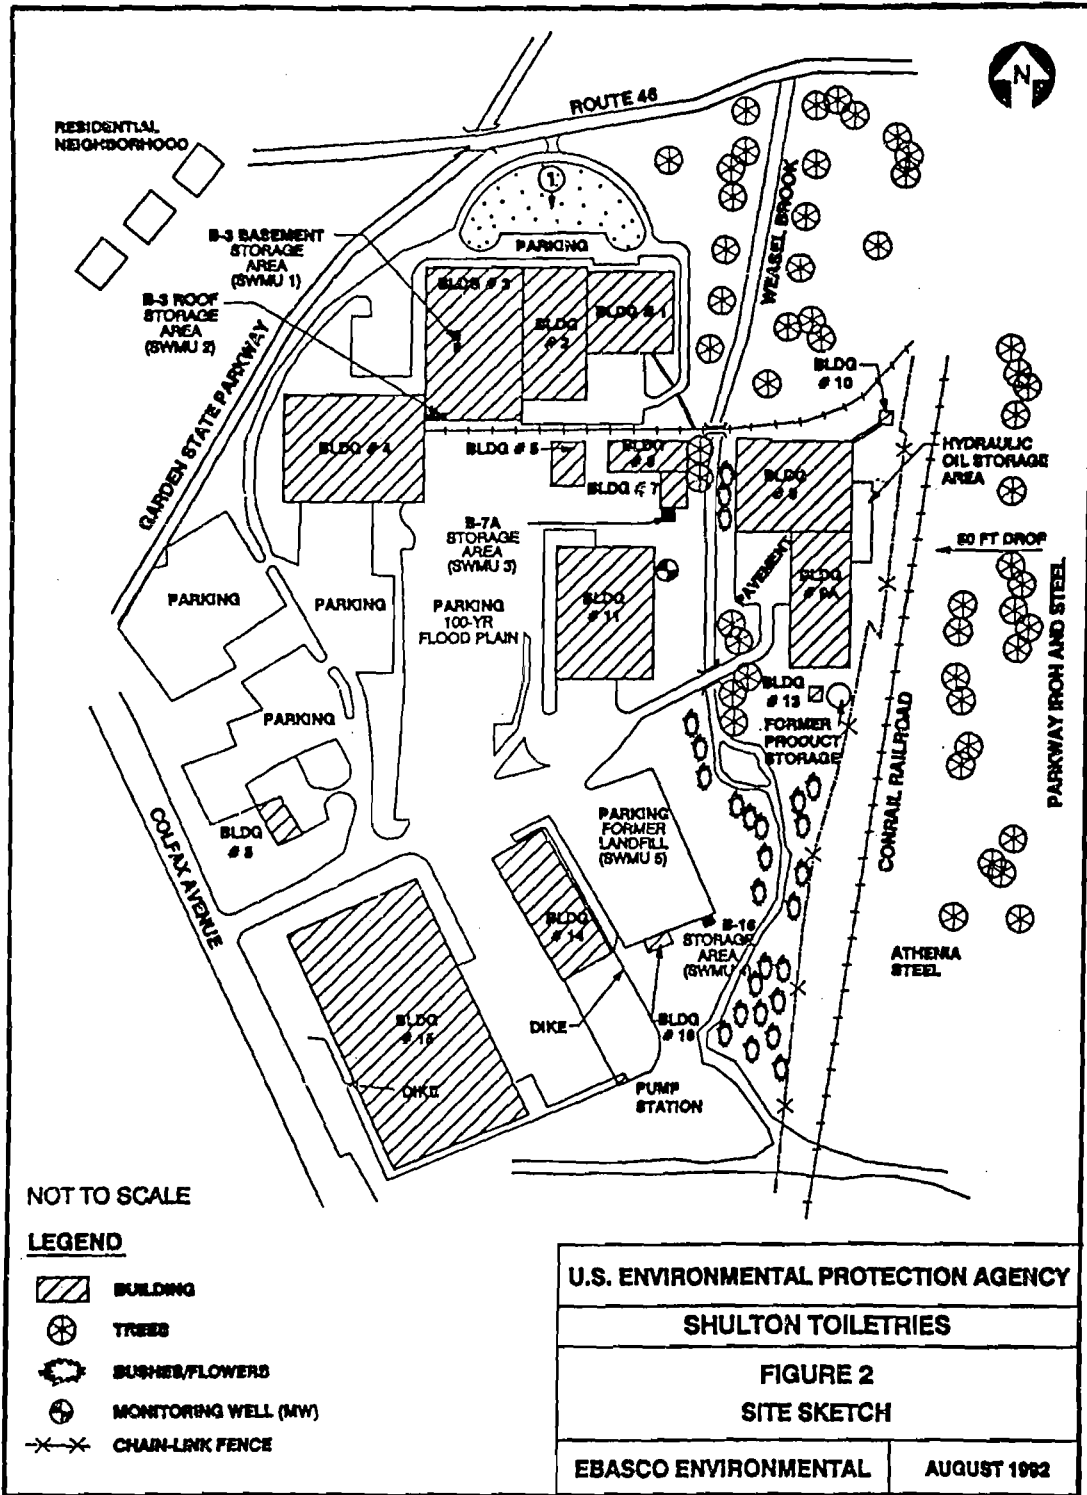 N
ROUTE 46
RESIDENTIAL
NEIGHBORHOOD
1
WEASEL BROOK
B-3 BASEMENT
STORAGE
AREA
(SWMU 1)
PARKING
BLDG # 3
BLDG
# 2
BLDG # 1
B-3 ROOF
STORAGE
AREA
(SWMU 2)
GARDEN STATE PARKWAY
BLDG
# 10
BLDG # 4
BLDG # 5
BLDG
BLDG # 7
BLDG
HYDRAULIC
OIL STORAGE
AREA
B-7A
STORAGE
AREA
(SWMU 3)
50 FT DROP
PAVEMENT
PARKING
PARKING
PARKING
100-YR
FLOOD PLAIN
BLDG
# 11
BLDG
# 9A
PARKWAY IRON AND STEEL
PARKING
BLDG
# 13
FORMER
PRODUCT
STORAGE
CONRAIL RAILROAD
COLFAX AVENUE
BLDG
# 8
PARKING
FORMER
LANDFILL
(SWMU 5)
BLDG
# 14
B-16
STORAGE
AREA
(SWMU 4)
ATHENIA
STEEL
BLDG
# 15
DIKE
BLDG
# 16
DIKE
PUMP
STATION
NOT TO SCALE
LEGEND
BUILDING
TREES
BUSHES/FLOWERS
MONITORING WELL (MW)
CHAIN-LINK FENCE
U.S. ENVIRONMENTAL PROTECTION AGENCY
SHULTON TOILETRIES
FIGURE 2
SITE SKETCH
EBASCO ENVIRONMENTAL
AUGUST 1992